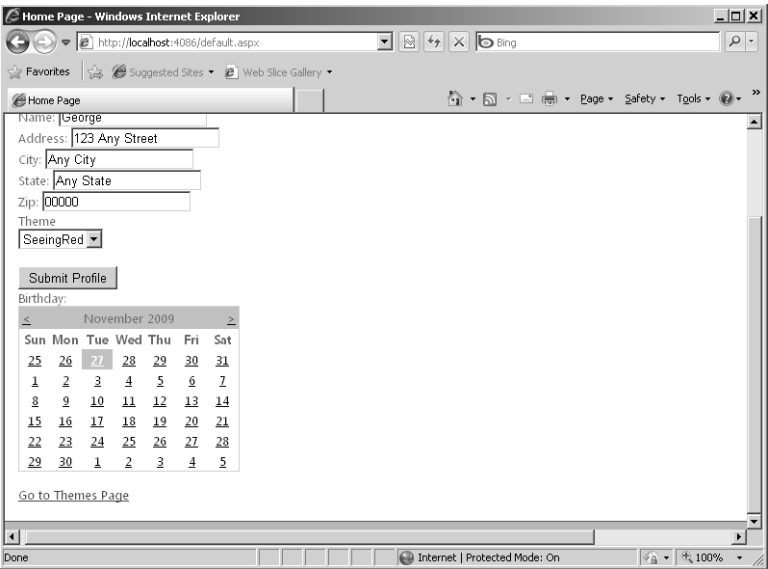 Home Page - Windows Internet Explorer
http://localhost:4086/default.aspx
Bing
Favorites Suggested Sites Web Slice Gallery
Home Page Page Safety Tools
Name: George
Address: 123 Any Street
City: Any City
State: Any State
Zip: 00000
Theme
SeeingRed
Submit Profile
Birthday:
< November 2009 >
Sun Mon Tue Wed Thu Fri Sat
25 26 27 28 29 30 31
1 2 3 4 5 6 7
8 9 10 11 12 13 14
15 16 17 18 19 20 21
22 23 24 25 26 27 28
29 30 1 2 3 4 5
Go to Themes Page
Done Internet | Protected Mode: On 100%